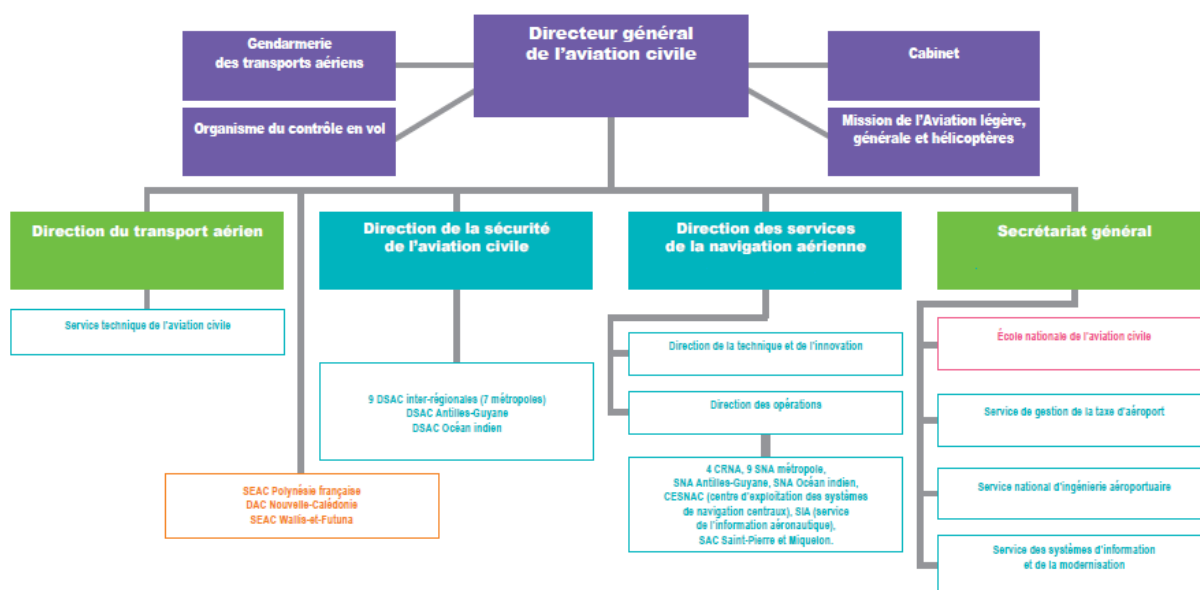 Directeur général
de l'aviation civile
Gendarmerie
des transports aériens
Cabinet
Organisme du contrôle en vol
Mission de l'Aviation légère,
générale et hélicoptères
Direction du transport aérien
Direction de la sécurité
de l'aviation civile
Direction des services
de la navigation aérienne
Secrétariat général
Service technique de l'aviation civile
9 DSAC inter-régionales (7 métropoles)
DSAC Antilles-Guyane
DSAC Océan indien
SEAC Polynésie française
DAC Nouvelle-Calédonie
SEAC Wallis-et-Futuna
Direction de la technique et de l'innovation
Direction des opérations
4 CRNA, 9 SNA métropole,
SNA Antilles-Guyane, SNA Océan indien,
CESNAC (centre d'exploitation des systèmes
de navigation centraux), SIA (service
de l'information aéronautique),
SAC Saint-Pierre et Miquelon.
École nationale de l'aviation civile
Service de gestion de la taxe d'aéroport
Service national d'ingénierie aéroportuaire
Service des systèmes d'information
et de la modernisation